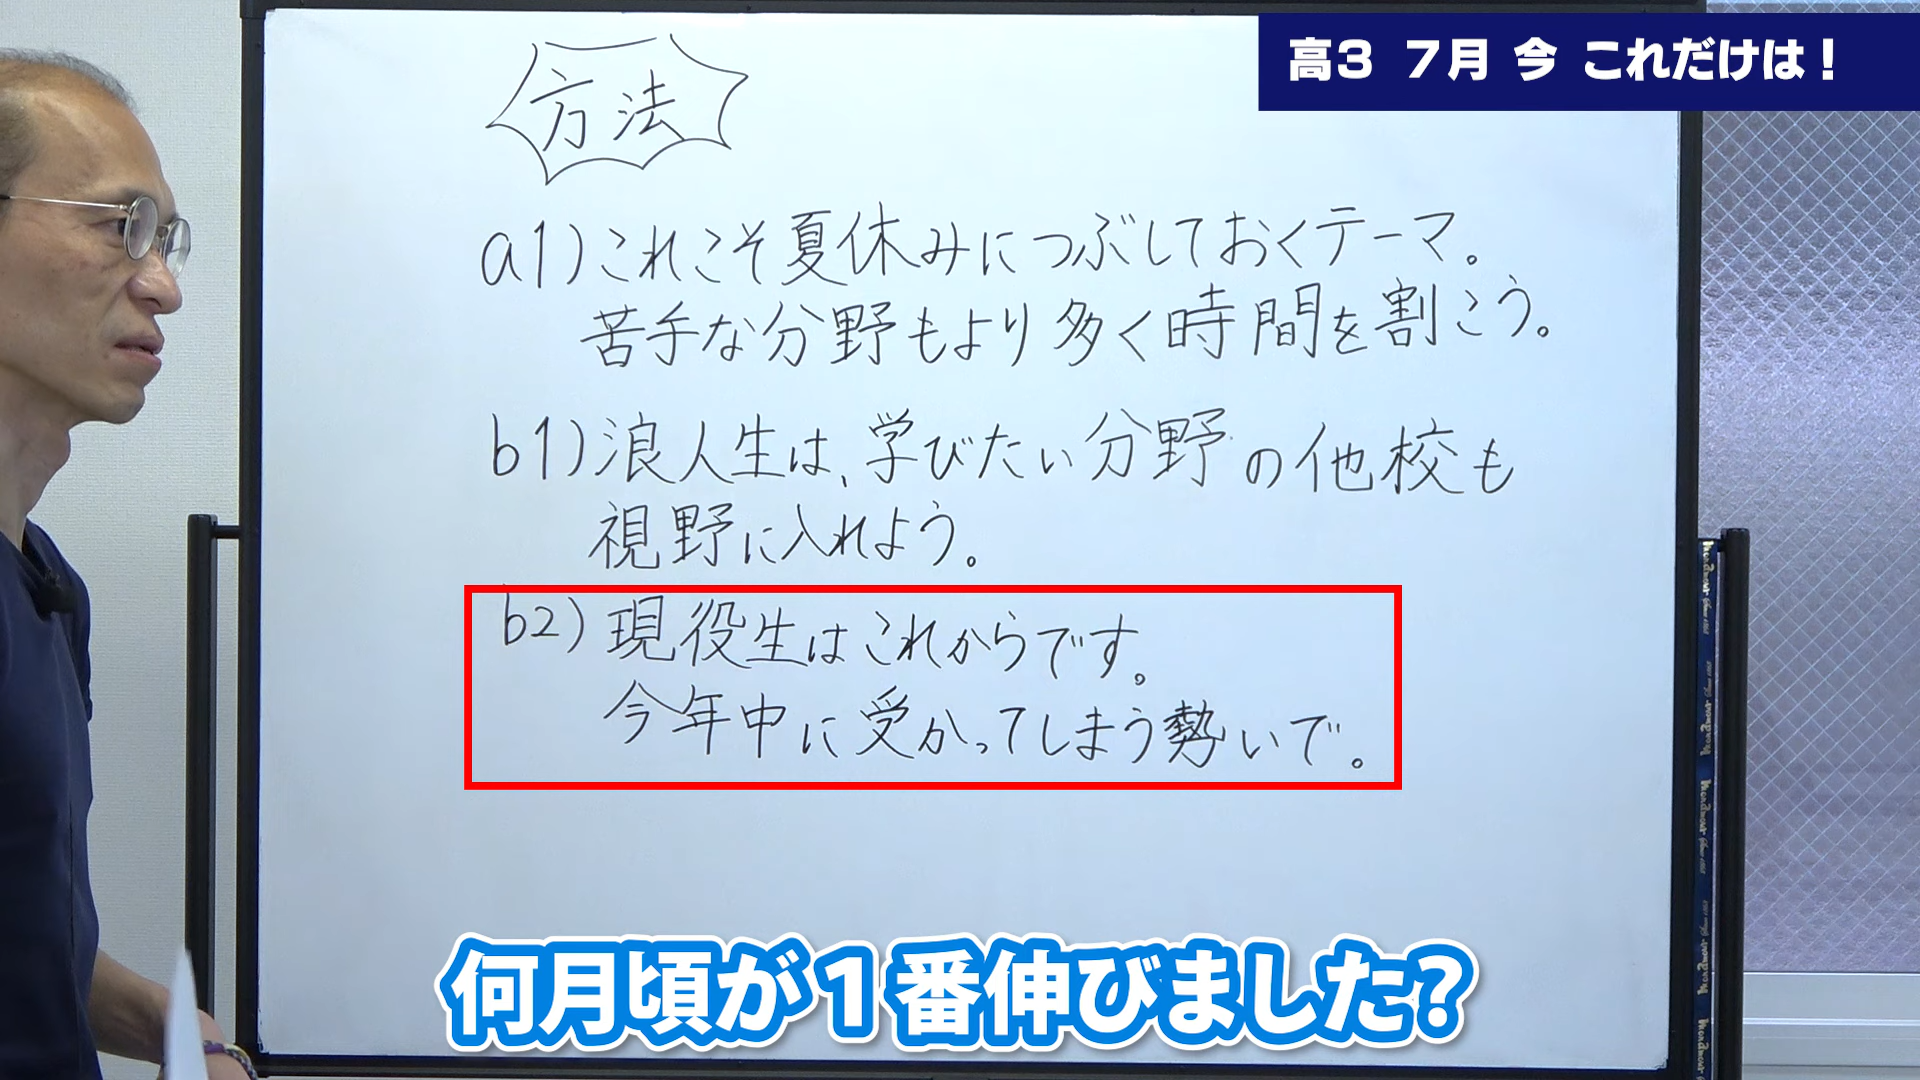 高3 7月 今 これだけは！
方法
a1)これこそ夏休みにつぶしておくテーマ。
苦手な分野もより多く時間を割こう。
b1)浪人生は、学びたい分野の他校も
視野に入れよう。
b2)現役生はこれからです。
今年中に受かってしまう勢いで。
何月頃が1番伸びました？